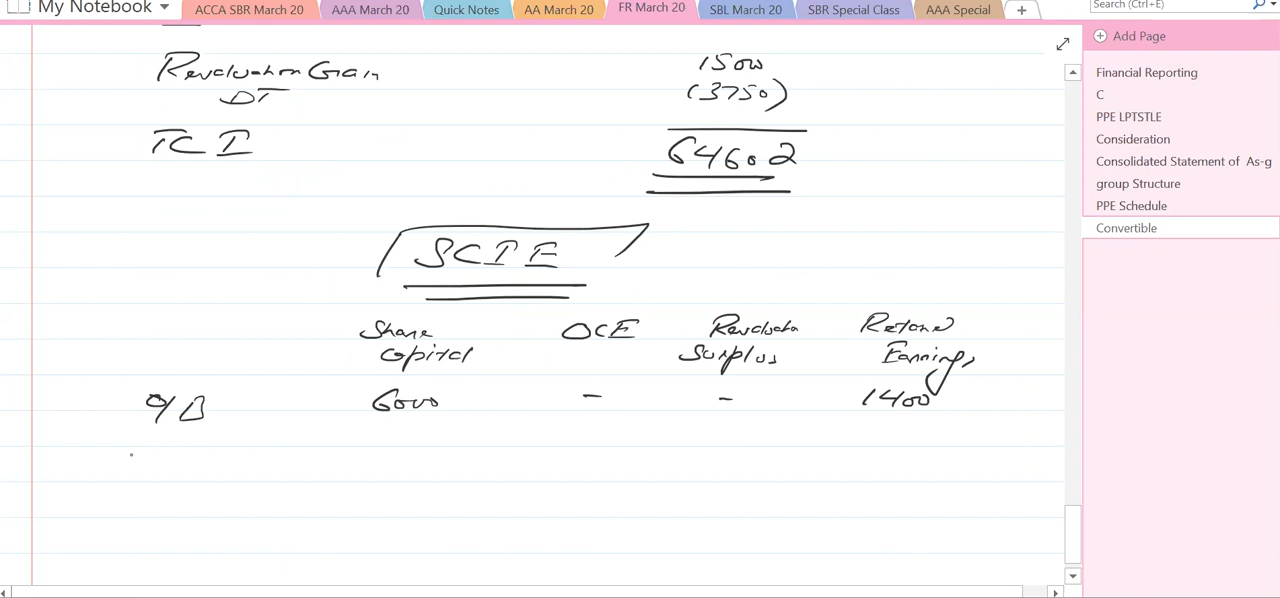 My Notebook
ACCA SBR March 20
AAA March 20
Quick Notes
AA March 20
FR March 20
SBL March 20
SBR Special Class
AAA Special
Search (Ctrl+E)
Add Page
Financial Reporting
C
PPE LPTSTLE
Consideration
Consolidated Statement of As-g
group Structure
PPE Schedule
Convertible
Revaluation Gain 1500
DT (3750)
TCI 64602
SCIE
Share OCE Revaluation Retained
Capital Surplus Earnings
O/B 6000 - - 1400